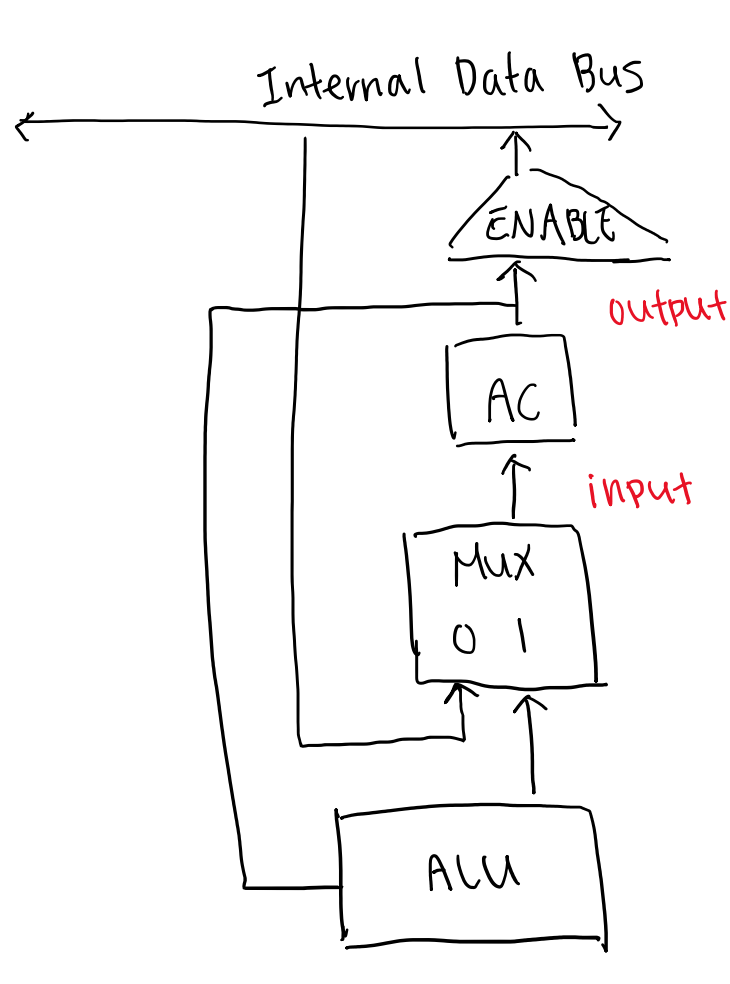 Internal Data Bus
ENABLE
output
AC
input
MUX
0 1
ALU